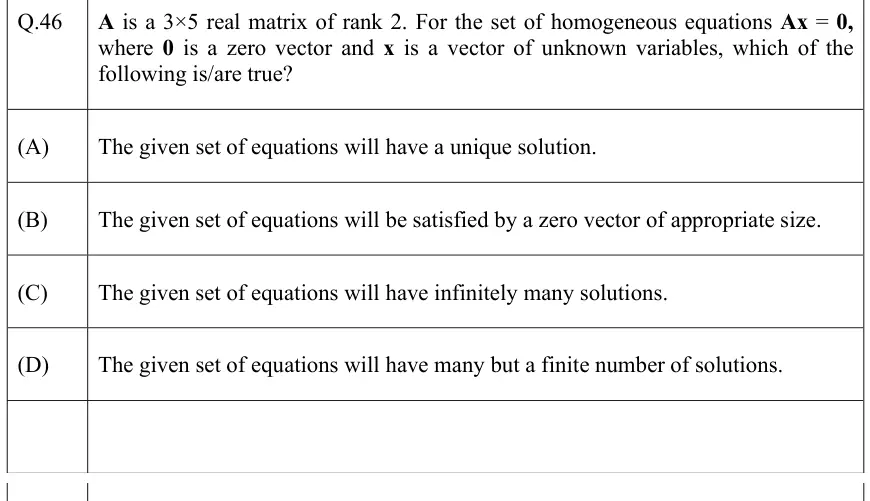 Q.46 A is a 3×5 real matrix of rank 2. For the set of homogeneous equations Ax = 0,
where 0 is a zero vector and x is a vector of unknown variables, which of the
following is/are true?
(A) The given set of equations will have a unique solution.
(B) The given set of equations will be satisfied by a zero vector of appropriate size.
(C) The given set of equations will have infinitely many solutions.
(D) The given set of equations will have many but a finite number of solutions.